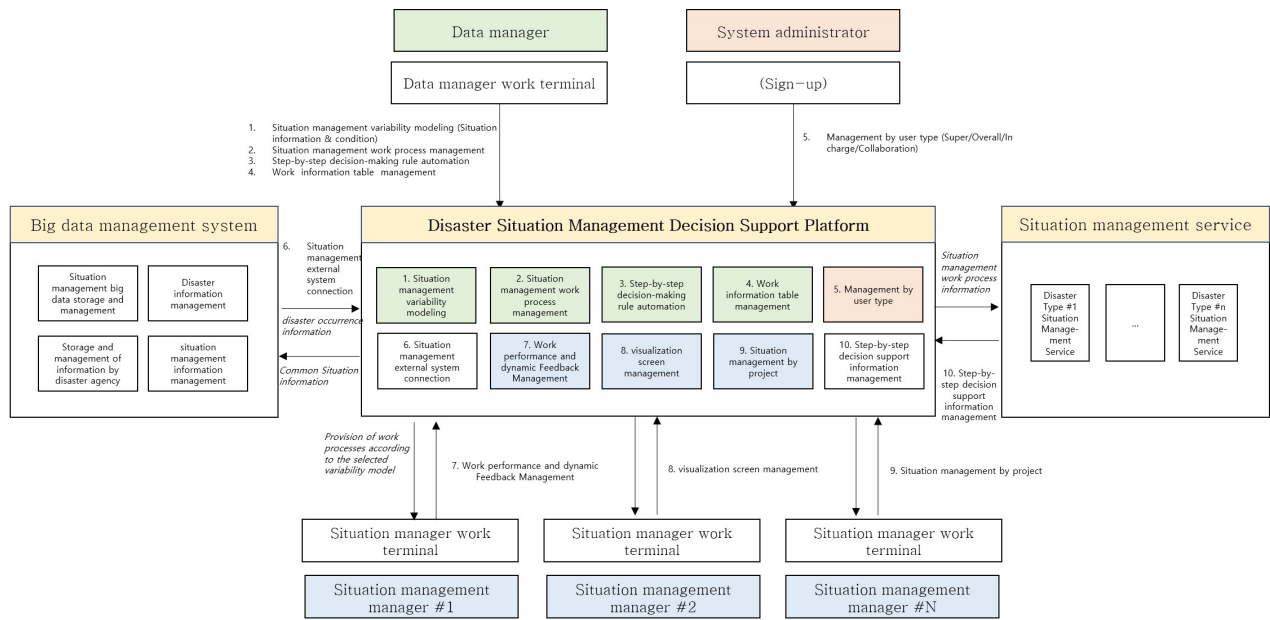 Data manager
System administrator
Data manager work terminal
(Sign-up)
1. Situation management variability modeling (Situation
information & condition)
2. Situation management work process management
3. Step-by-step decision-making rule automation
4. Work information table management
5. Management by user type (Super/Overall/In
charge/Collaboration)
Big data management system
Situation
management big
data storage and
management
Disaster
information
management
Storage and
management of
information by
disaster agency
situation
management
information
management
6. Situation
management
external
system
connection
disaster occurrence
information
Common Situation
information
Disaster Situation Management Decision Support Platform
1. Situation
management
variability
modeling
2. Situation
management work
process
management
3. Step-by-step
decision-making
rule automation
4. Work
information table
management
5. Management by
user type
6. Situation
management
external system
connection
7. Work
performance and
dynamic Feedback
Management
8. visualization
screen
management
9. Situation
management by
project
10. Step-by-step
decision support
information
management
Situation
management
work process
information
10. Step-by-
step decision
support
information
management
Situation management service
Disaster
Type #1
Situation
Manage-
ment
Service
...
Disaster
Type #n
Situation
Manage-
ment
Service
Provision of work
processes according
to the selected
variability model
7. Work performance and dynamic
Feedback Management
8. visualization screen management
9. Situation management by project
Situation manager work
terminal
Situation manager work
terminal
Situation manager work
terminal
Situation management
manager #1
Situation management
manager #2
Situation management
manager #N